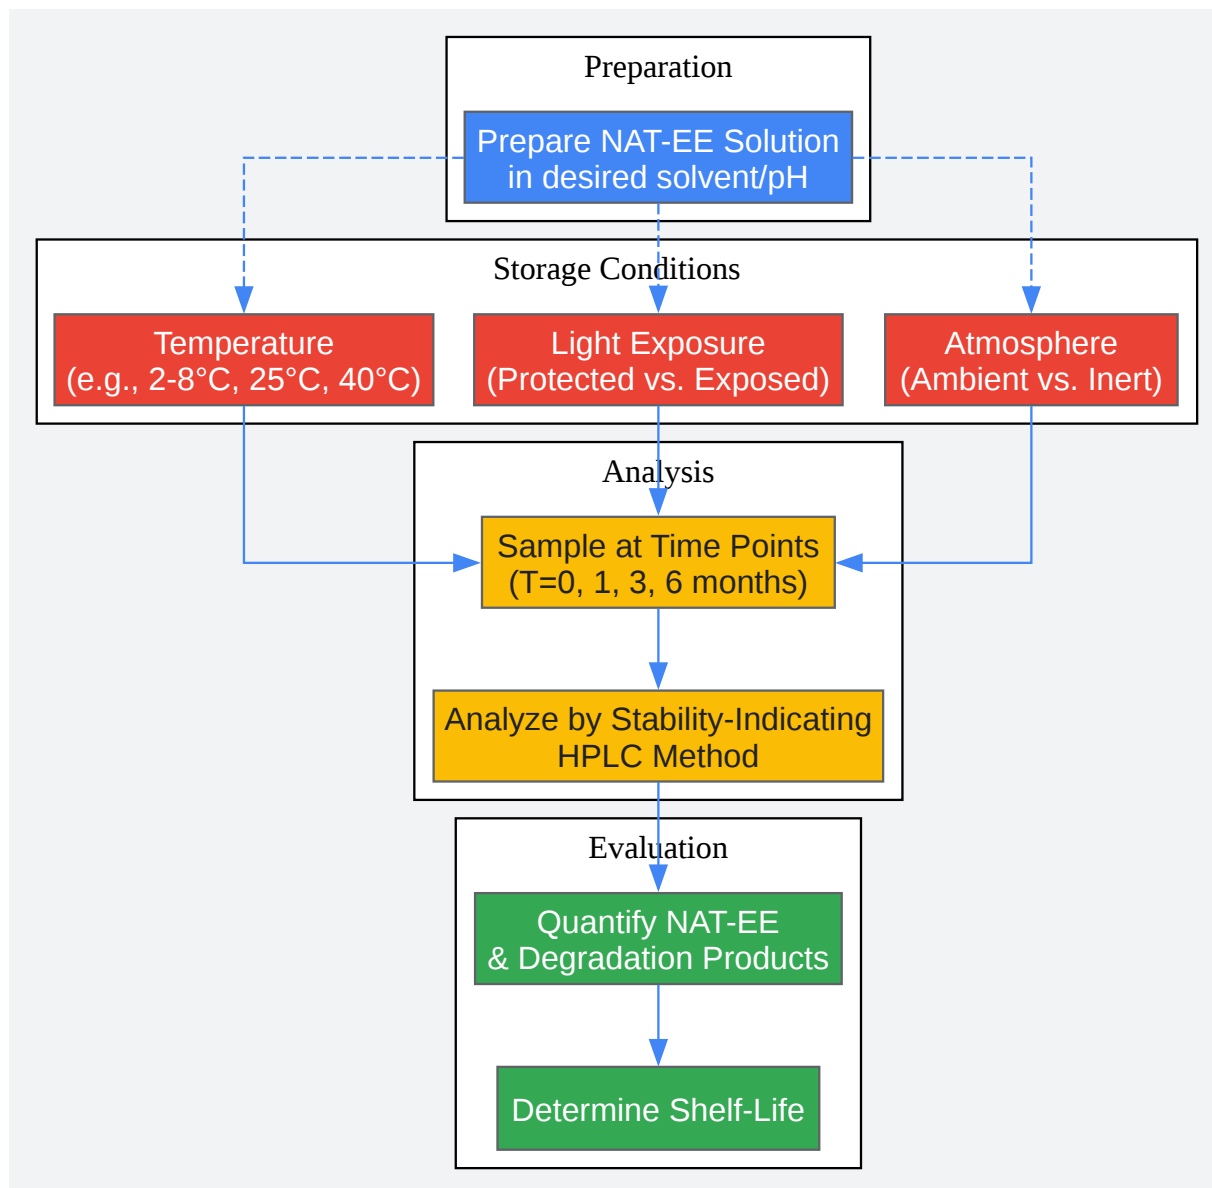 Preparation
Prepare NAT-EE Solution
in desired solvent/pH
Storage Conditions
Temperature
(e.g., 2-8°C, 25°C, 40°C)
Light Exposure
(Protected vs. Exposed)
Atmosphere
(Ambient vs. Inert)
Analysis
Sample at Time Points
(T=0, 1, 3, 6 months)
Analyze by Stability-Indicating
HPLC Method
Evaluation
Quantify NAT-EE
& Degradation Products
Determine Shelf-Life